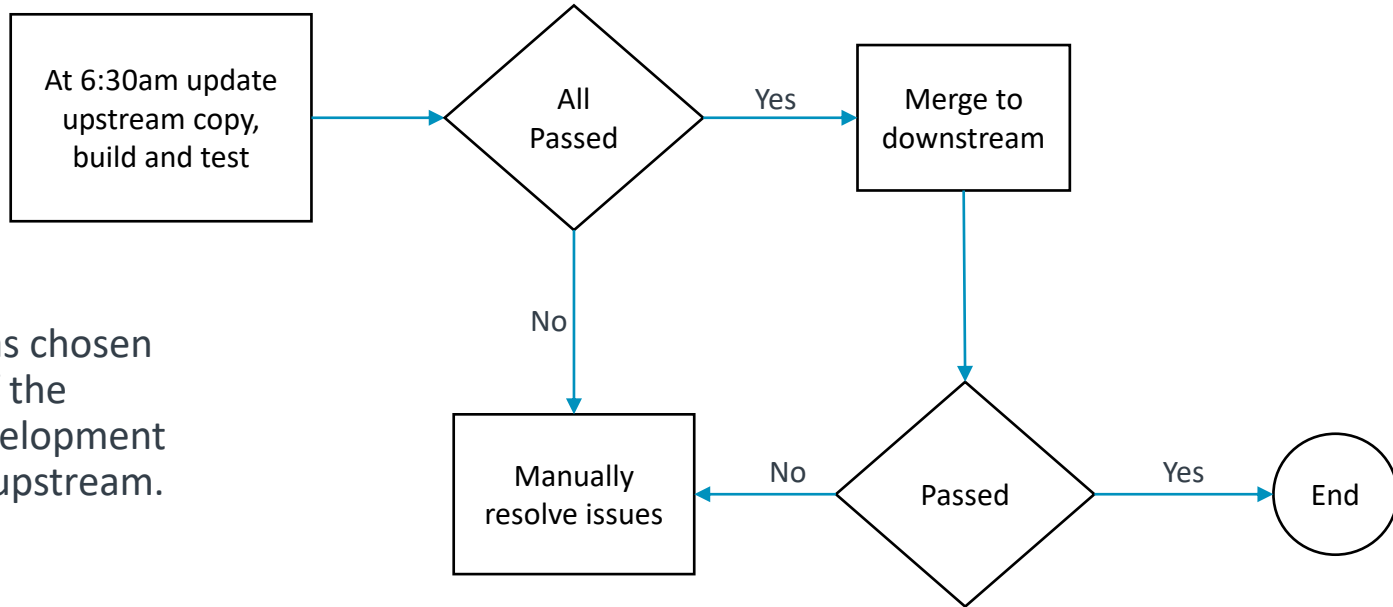 At 6:30am update
upstream copy,
build and test
All
Passed
Yes
Merge to
downstream
No
chosen
the
upstream.
Manually
resolve issues
No
Passed
Yes
End